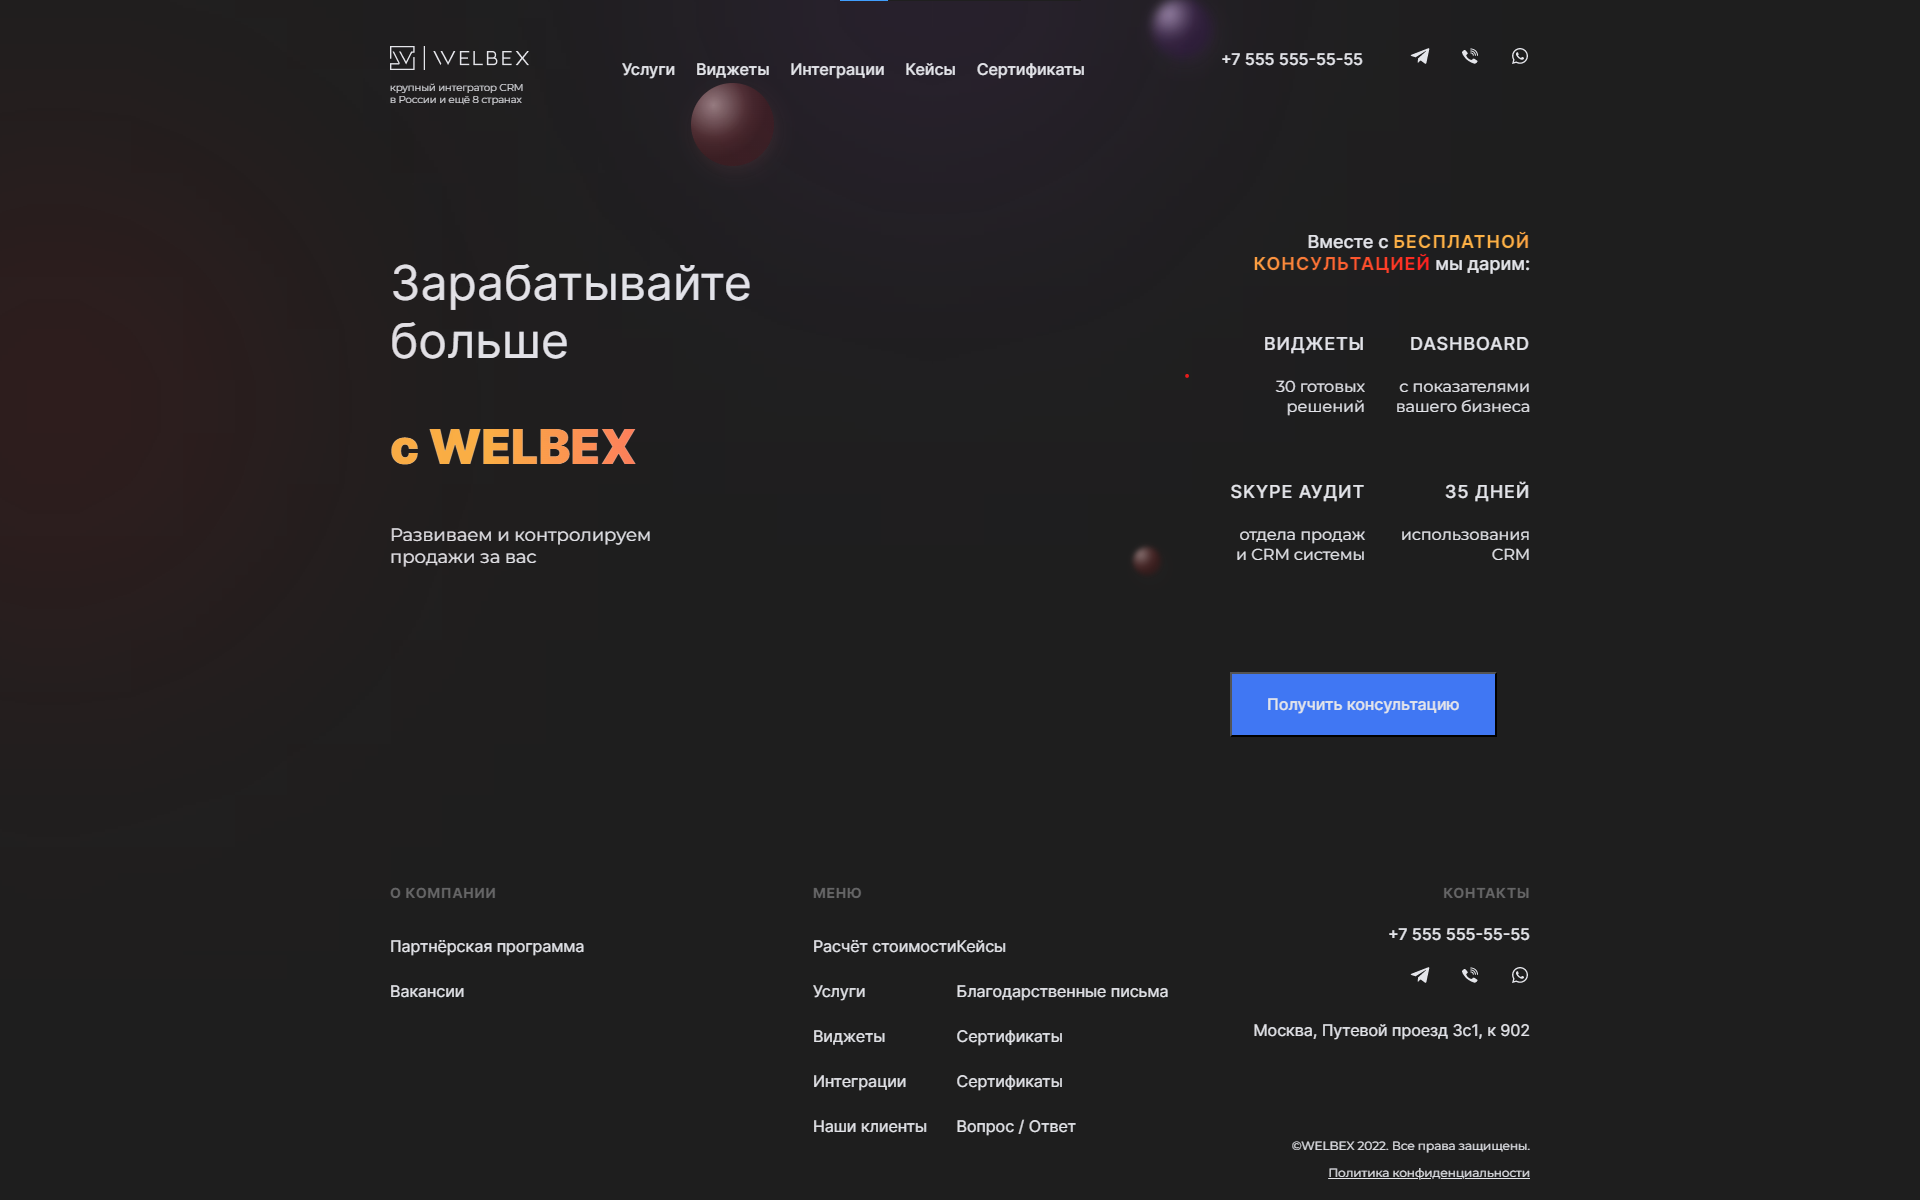 WELBEX
крупный интегратор CRM
в России и ещё 8 странах
Услуги Виджеты Интеграции Кейсы Сертификаты
+7 555 555-55-55
Зарабатывайте
больше
с WELBEX
Развиваем и контролируем
продажи за вас
Вместе с БЕСПЛАТНОЙ
КОНСУЛЬТАЦИЕЙ мы дарим:
ВИДЖЕТЫ
30 готовых
решений
DASHBOARD
с показателями
вашего бизнеса
SKYPE АУДИТ
отдела продаж
и CRM системы
35 ДНЕЙ
использования
CRM
Получить консультацию
О КОМПАНИИ
Партнёрская программа
Вакансии
МЕНЮ
Расчёт стоимости
Услуги
Виджеты
Интеграции
Наши клиенты
Кейсы
Благодарственные письма
Сертификаты
Сертификаты
Вопрос / Ответ
КОНТАКТЫ
+7 555 555-55-55
Москва, Путевой проезд 3с1, к 902
©WELBEX 2022. Все права защищены.
Политика конфиденциальности